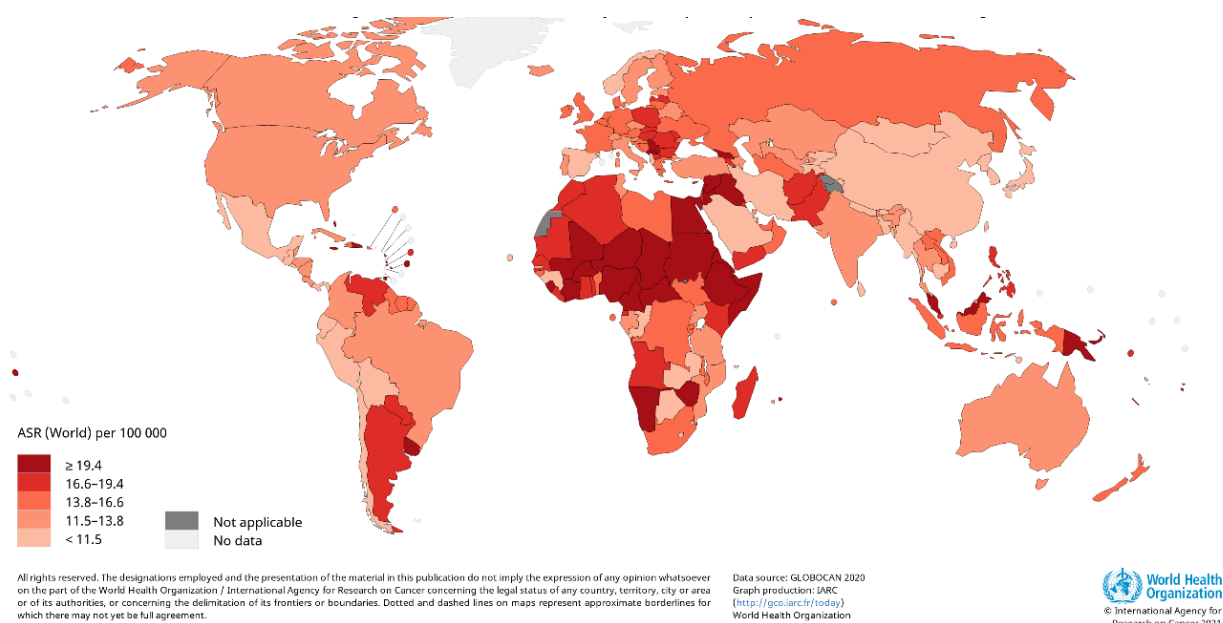 ASR (World) per 100 000
≥ 19.4
16.6–19.4
13.8–16.6
11.5–13.8
< 11.5
Not applicable
No data
All rights reserved. The designations employed and the presentation of the material in this publication do not imply the expression of any opinion whatsoever
on the part of the World Health Organization / International Agency for Research on Cancer concerning the legal status of any country, territory, city or area
or of its authorities, or concerning the delimitation of its frontiers or boundaries. Dotted and dashed lines on maps represent approximate borderlines for
which there may not yet be full agreement.
Data source: GLOBOCAN 2020
Graph production: IARC
(http://gco.iarc.fr/today)
World Health Organization
World Health
Organization
© International Agency for
Research on Cancer 2021